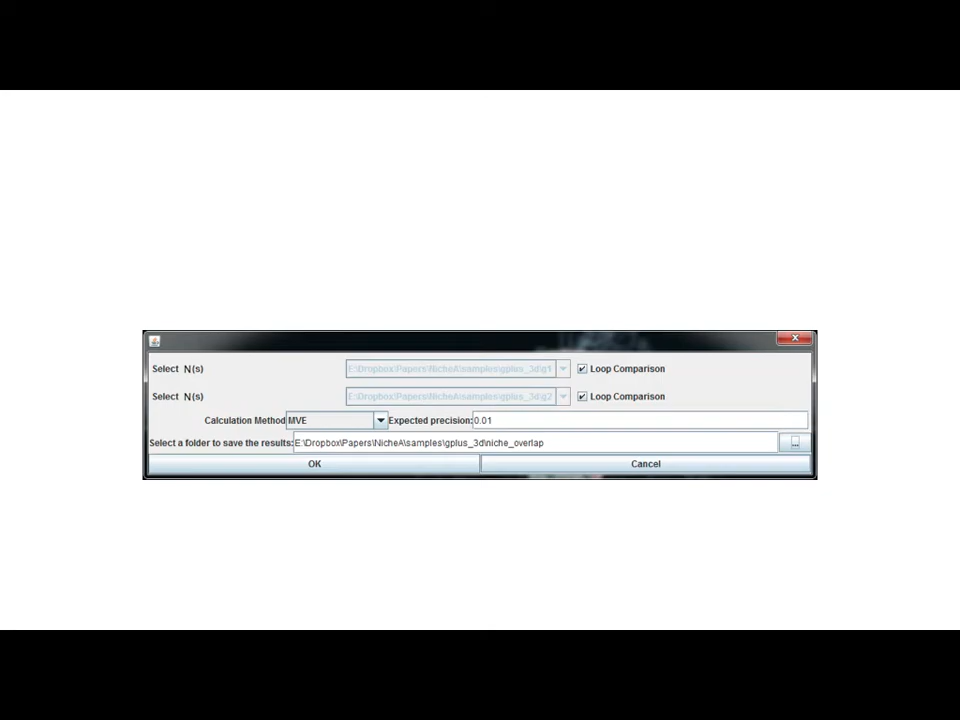 Select N(s) E:\Dropbox\Papers\NicheA\samples\gplus_3d\g1 Loop Comparison
Select N(s) E:\Dropbox\Papers\NicheA\samples\gplus_3d\g2 Loop Comparison
Calculation Method MVE Expected precision: 0.01
Select a folder to save the results: E:\Dropbox\Papers\NicheA\samples\gplus_3d\niche_overlap ...
OK Cancel